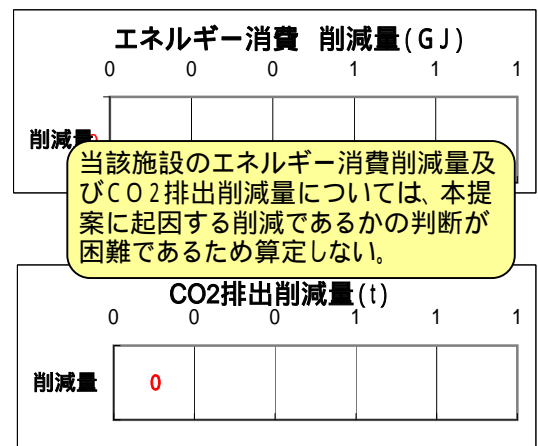 エネルギー消費 削減量(GJ)
0 0 0 1 1 1
削減量 0
当該施設のエネルギー消費削減量及
びCO2排出削減量については、本提
案に起因する削減であるかの判断が
困難であるため算定しない。
CO2排出削減量(t)
0 0 0 1 1 1
削減量 0